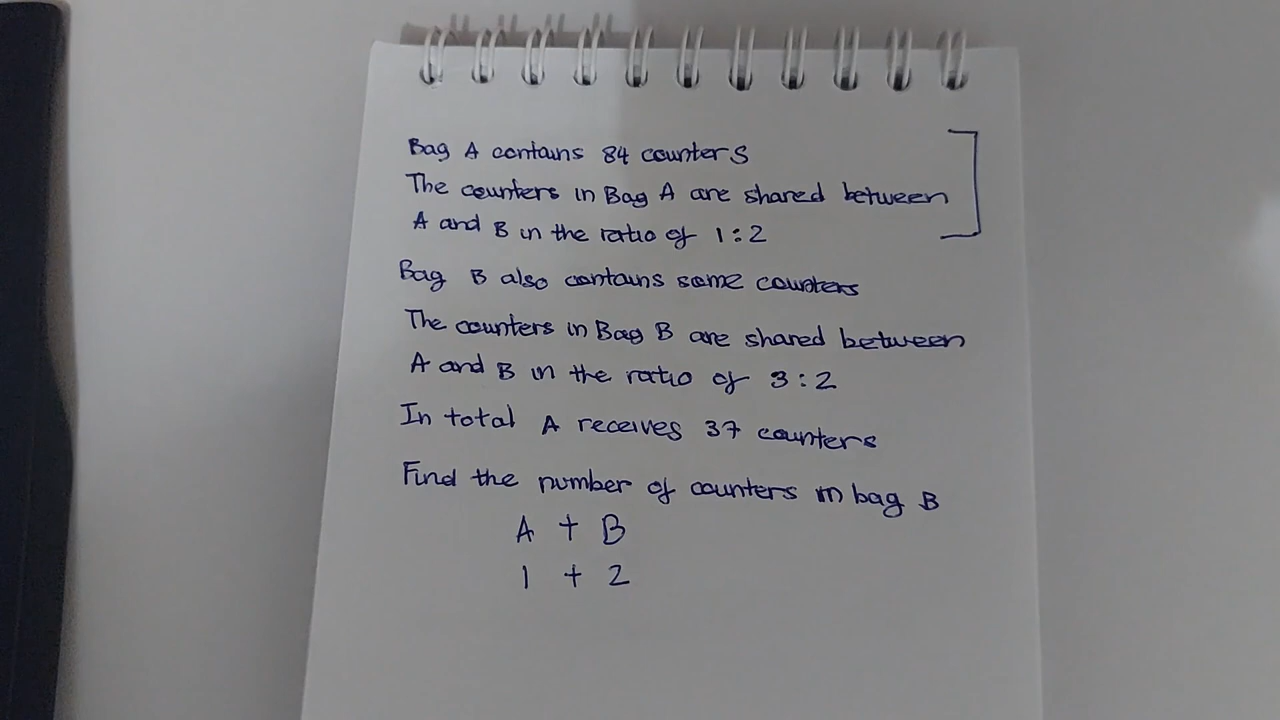 Bag A contains 84 counters
The counters in Bag A are shared between
A and B in the ratio of 1:2
Bag B also contains some counters
The counters in Bag B are shared between
A and B in the ratio of 3:2
In total A receives 37 counters
Find the number of counters in bag B
A + B
1 + 2